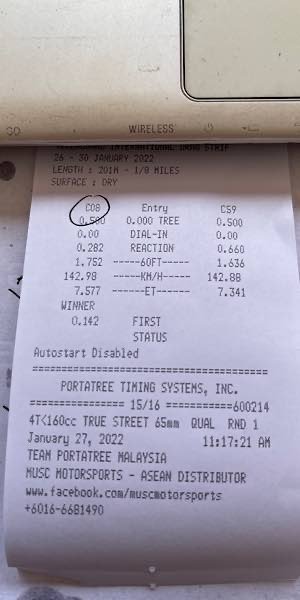 WIRELESS
INTERNATIONAL DRAG STRIP
26 - 30 JANUARY 2022
LENGTH : 201M - 1/8 MILES
SURFACE : DRY
C08 Entry C59
0.500 0.000 TREE 0.500
0.00 DIAL-IN 0.00
0.282 REACTION 0.660
1.752 ------60FT----- 1.636
142.98 ------KM/H----- 142.88
7.577 ------ET------ 7.341
WINNER
0.142 FIRST
STATUS
Autostart Disabled
========================================
PORTATREE TIMING SYSTEMS, INC.
================ 15/16 ===========600214
4T<160cc TRUE STREET 65mm QUAL RND 1
January 27, 2022 11:17:21 AM
TEAM PORTATREE MALAYSIA
MUSC MOTORSPORTS - ASEAN DISTRIBUTOR
www.facebook.com/muscmotorsports
+6016-6681490